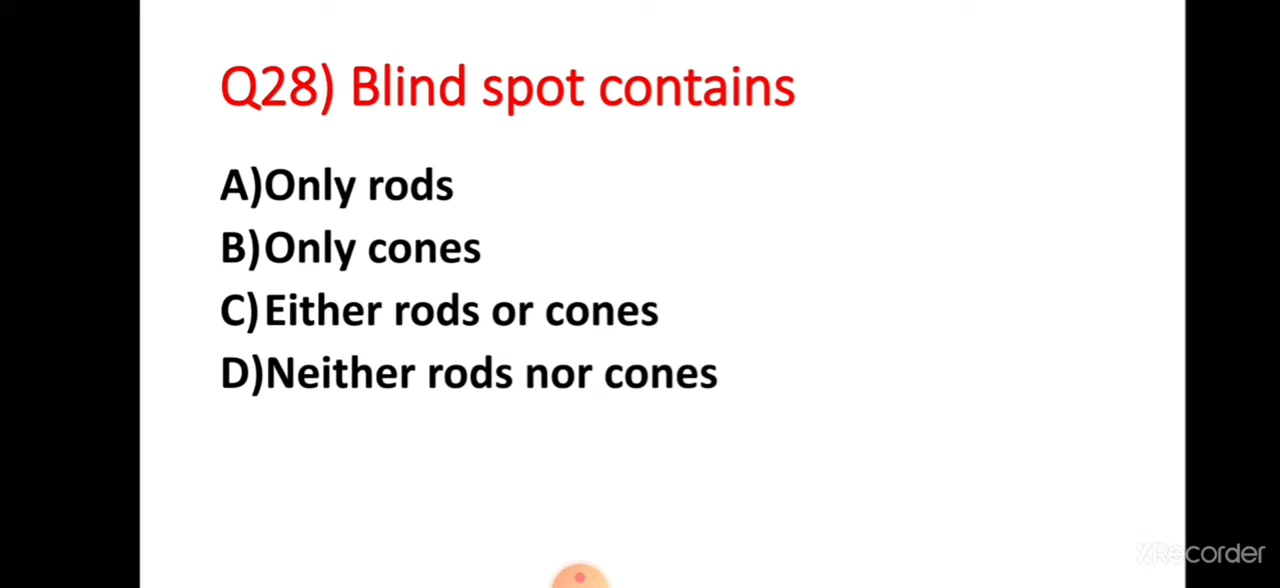 Q28) Blind spot contains
A)Only rods
B)Only cones
C)Either rods or cones
D)Neither rods nor cones
XRecorder